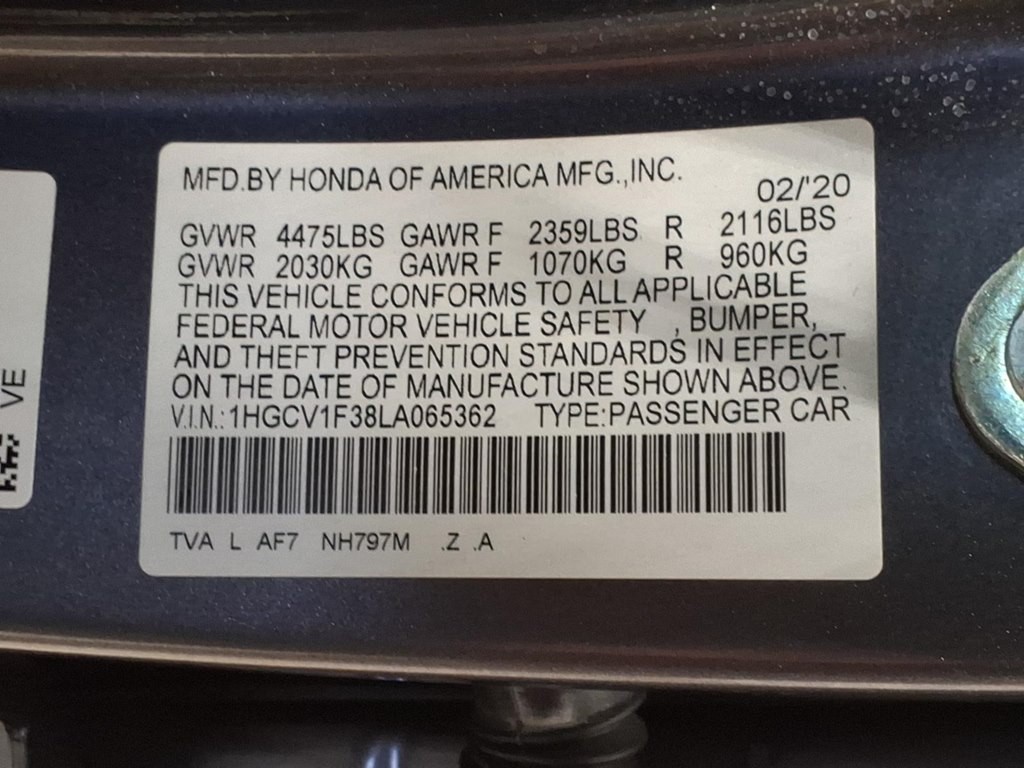 MFD.BY HONDA OF AMERICA MFG.,INC.
02/'20
GVWR 4475LBS GAWR F 2359LBS R 2116LBS
GVWR 2030KG GAWR F 1070KG R 960KG
THIS VEHICLE CONFORMS TO ALL APPLICABLE
FEDERAL MOTOR VEHICLE SAFETY , BUMPER,
AND THEFT PREVENTION STANDARDS IN EFFECT
ON THE DATE OF MANUFACTURE SHOWN ABOVE.
V.I.N.: 1HGCV1F38LA065362 TYPE:PASSENGER CAR
TVA L AF7 NH797M .Z .A
VE